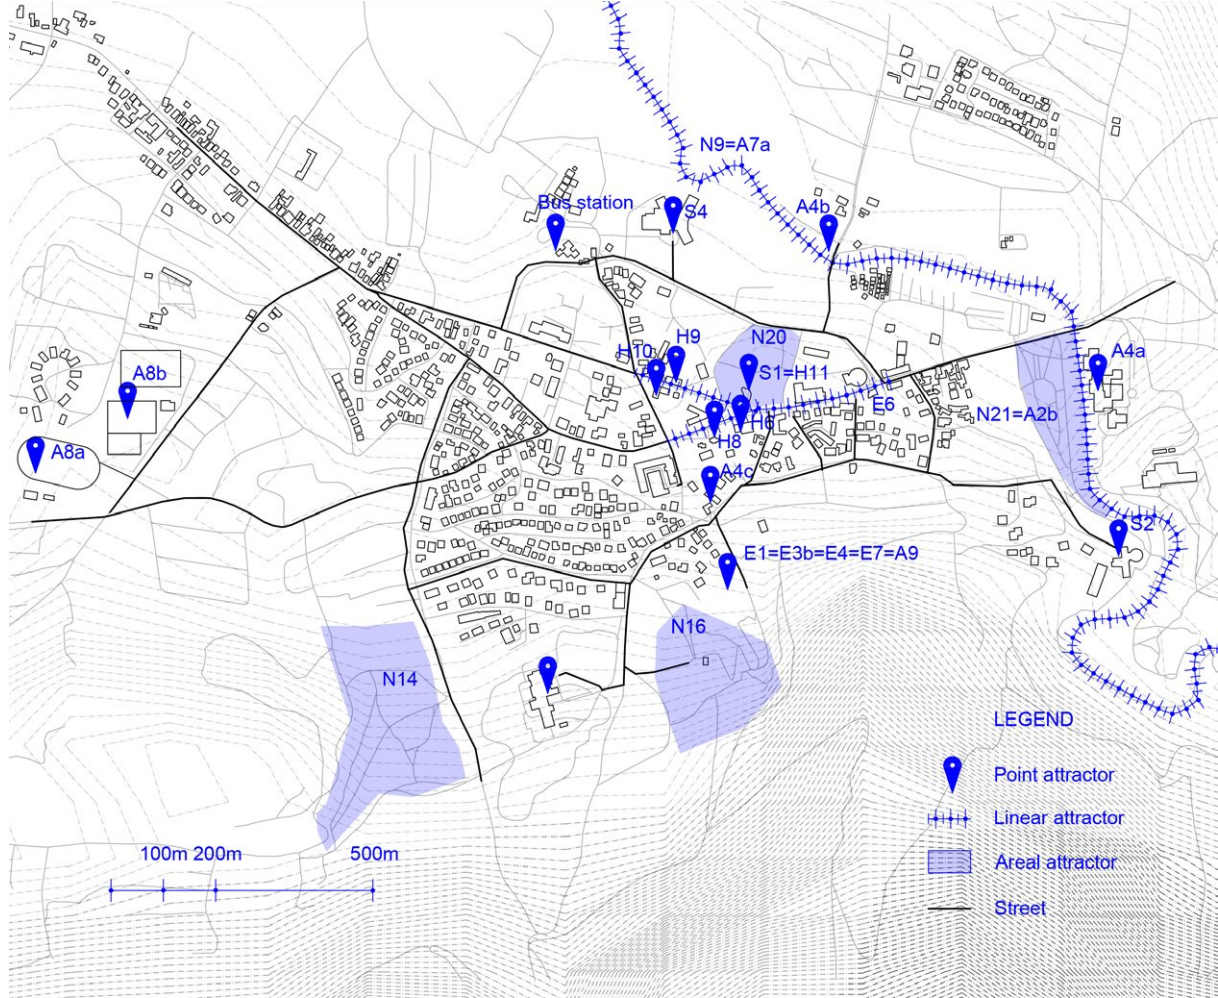 N9=A7a
Bus station
S4
A4b
H9
N20
H10
A4a
A8b
S1=H11
E6
N21=A2b
H6
H8
A8a
A4c
S2
E1=E3b=E4=E7=A9
N16
N14
LEGEND
Point attractor
Linear attractor
100m 200m 500m
Areal attractor
Street